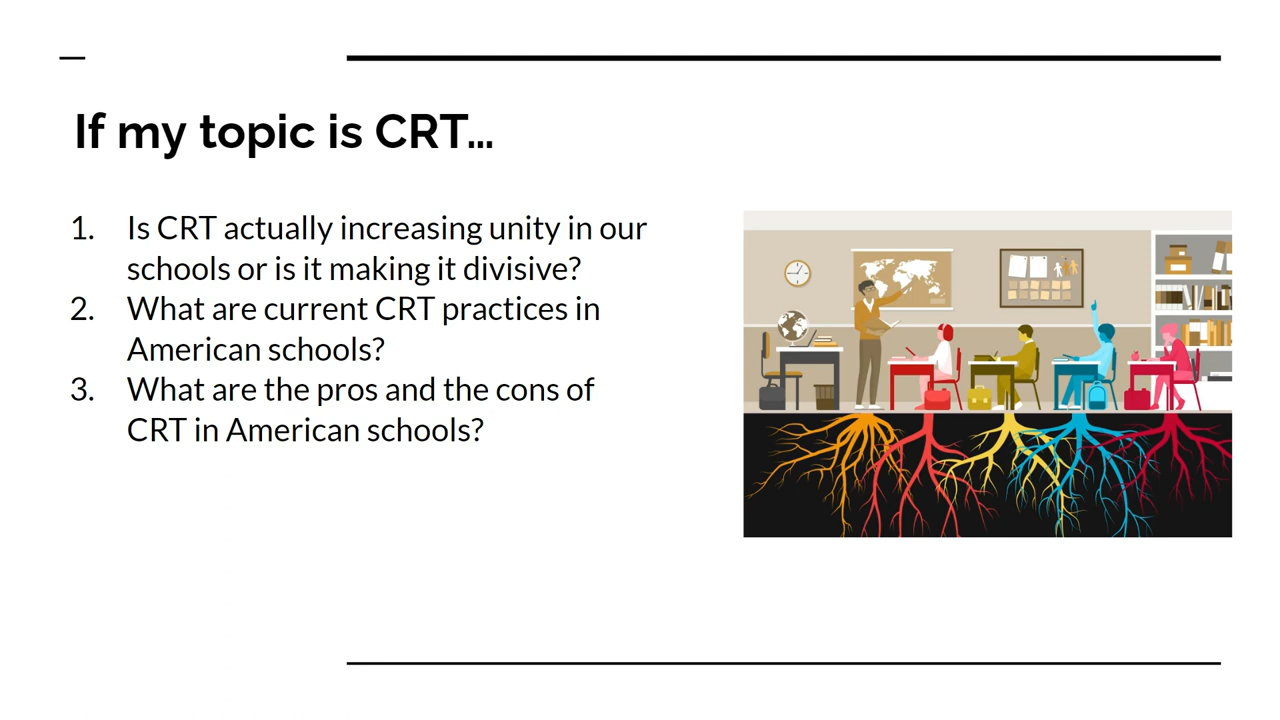 If my topic is CRT...
1. Is CRT actually increasing unity in our
schools or is it making it divisive?
2. What are current CRT practices in
American schools?
3. What are the pros and the cons of
CRT in American schools?